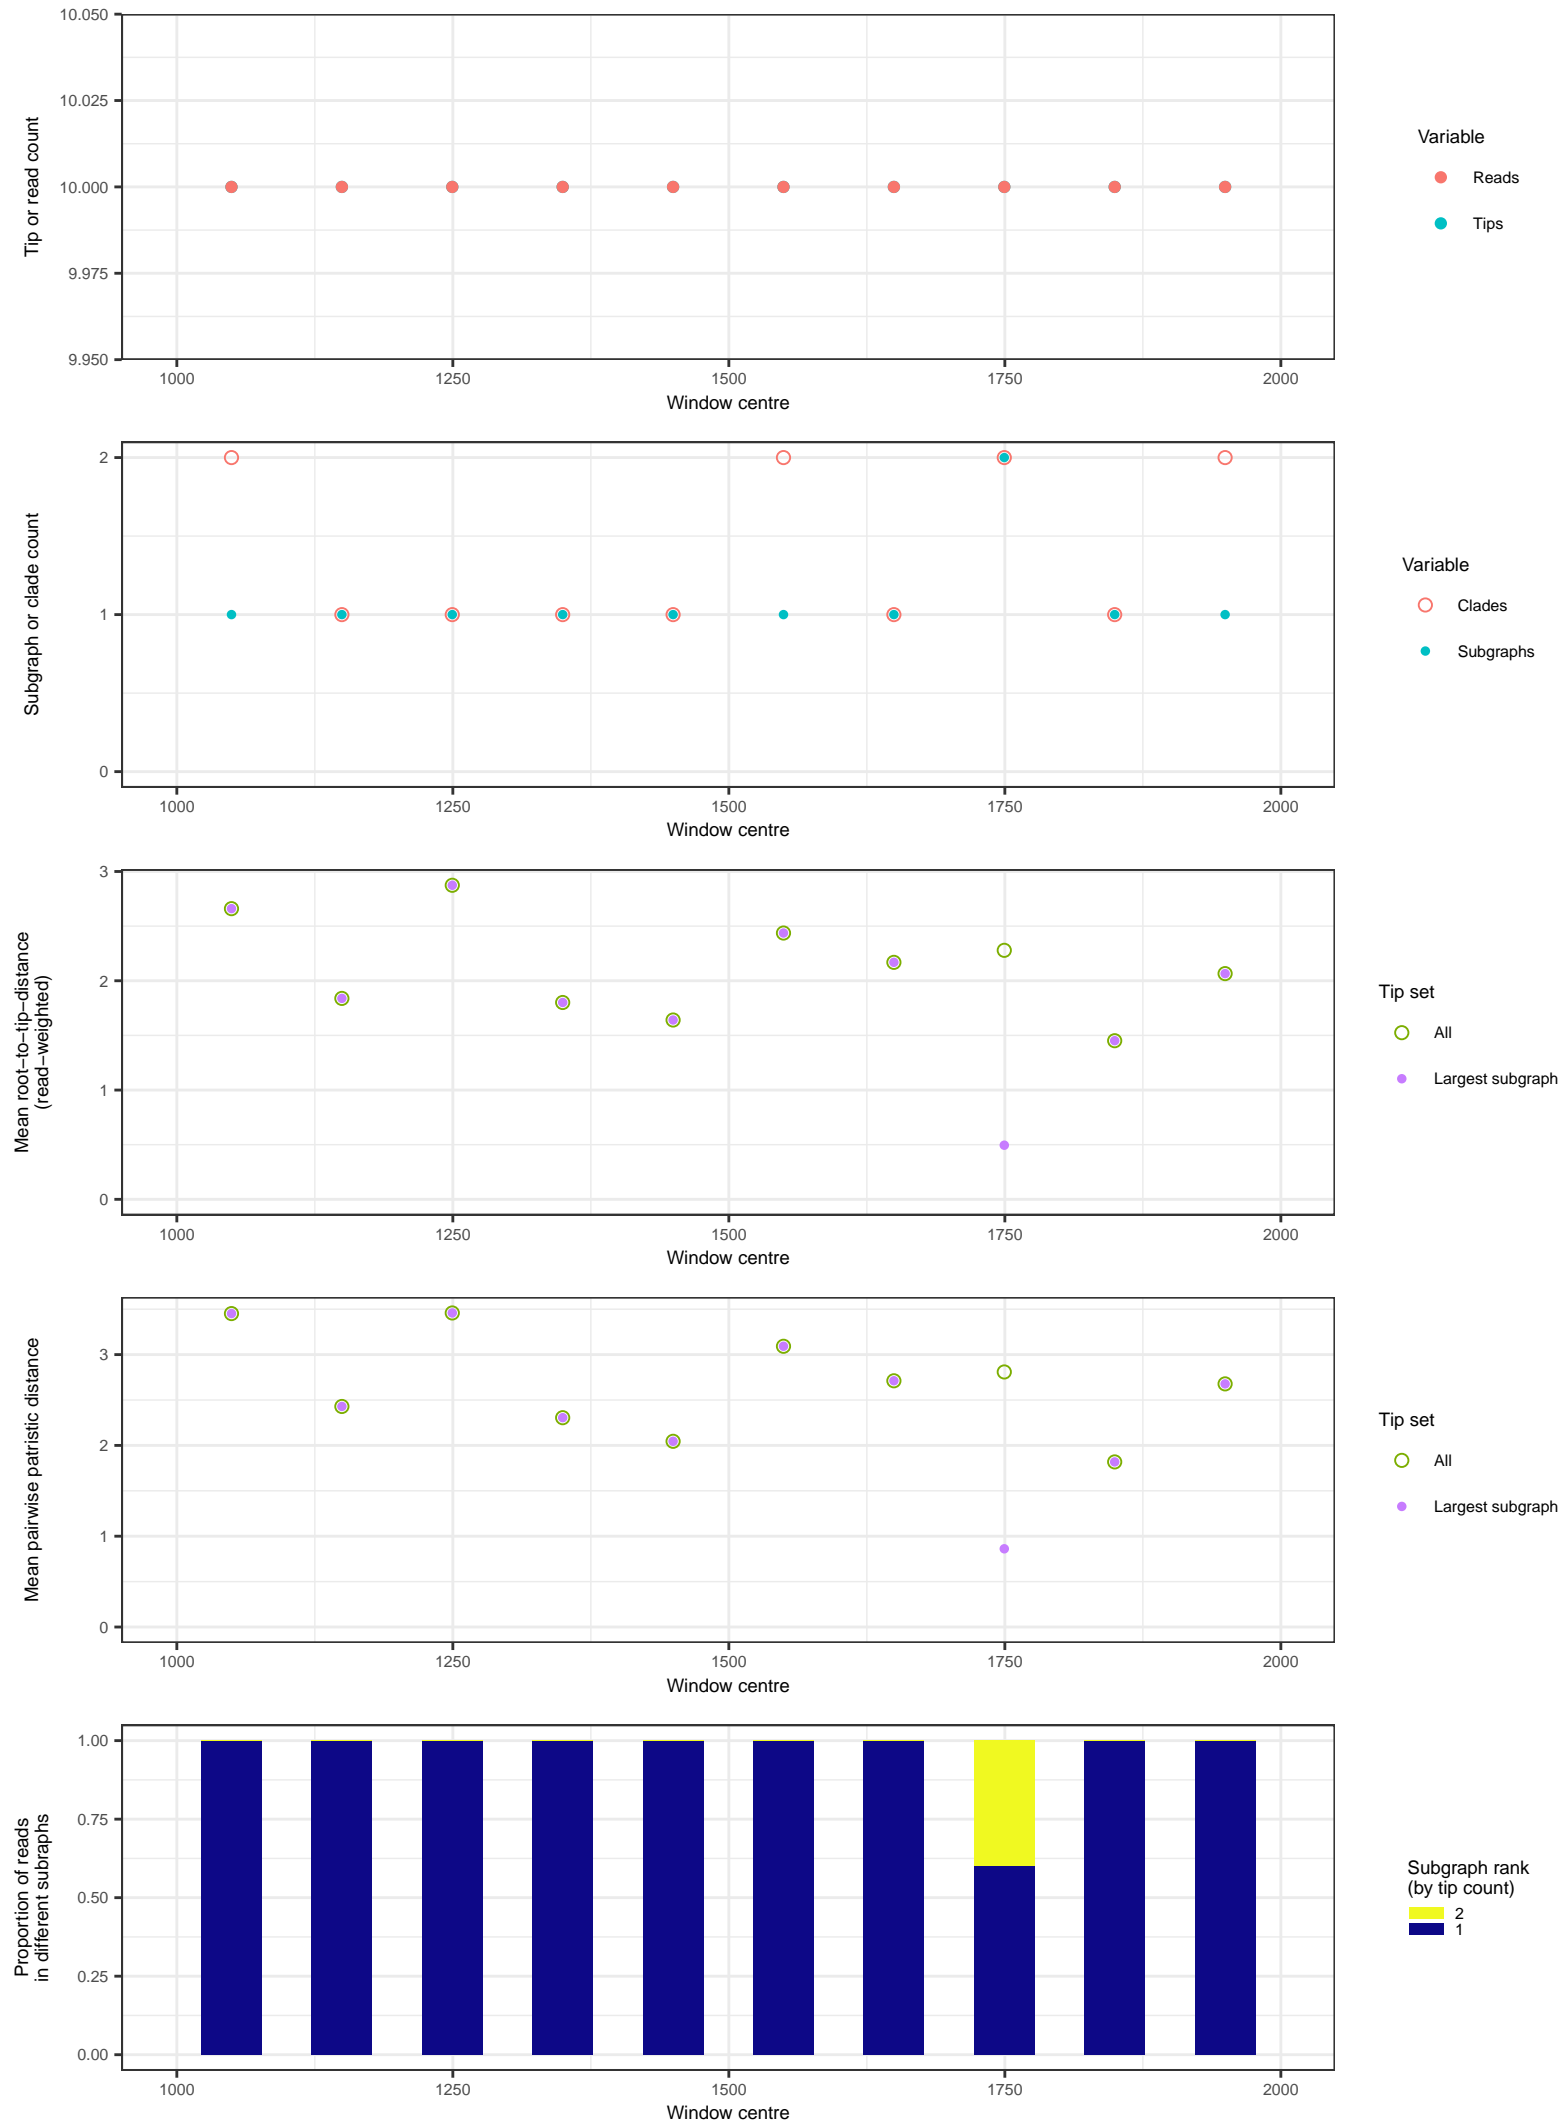 10.050
10.025
10.000
9.975
9.950
Tip or read count
1000 1250 1500 1750 2000
Window centre
Variable
Reads
Tips
2
1
0
Subgraph or clade count
1000 1250 1500 1750 2000
Window centre
Variable
Clades
Subgraphs
3
2
1
0
Mean root−to−tip−distance
(read−weighted)
1000 1250 1500 1750 2000
Window centre
Tip set
All
Largest subgraph
3
2
1
0
Mean pairwise patristic distance
1000 1250 1500 1750 2000
Window centre
Tip set
All
Largest subgraph
1.00
0.75
0.50
0.25
0.00
Proportion of reads
in different subraphs
1000 1250 1500 1750 2000
Window centre
Subgraph rank
(by tip count)
2
1